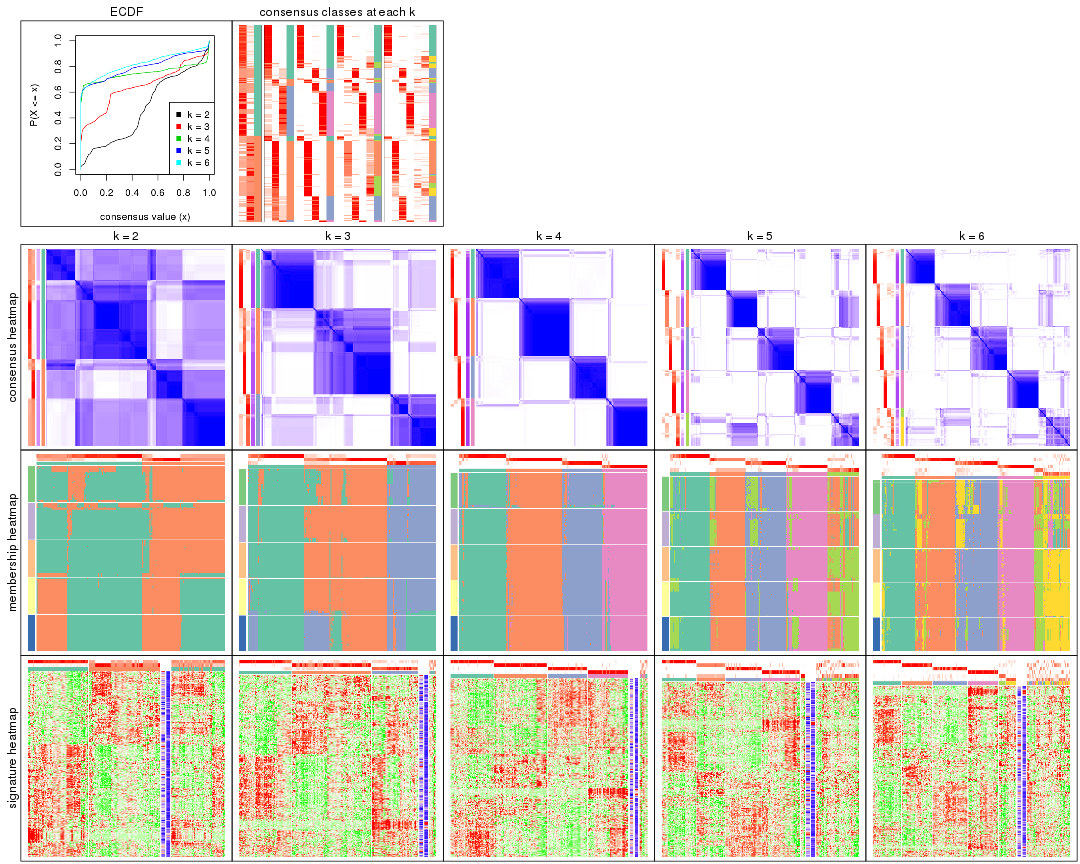 ECDF
consensus classes at each k
P(X <= x)
0.0 0.2 0.4 0.6 0.8 1.0
k = 2
k = 3
k = 4
k = 5
k = 6
0.0 0.2 0.4 0.6 0.8 1.0
consensus value (x)
k = 2
k = 3
k = 4
k = 5
k = 6
consensus heatmap
membership heatmap
signature heatmap